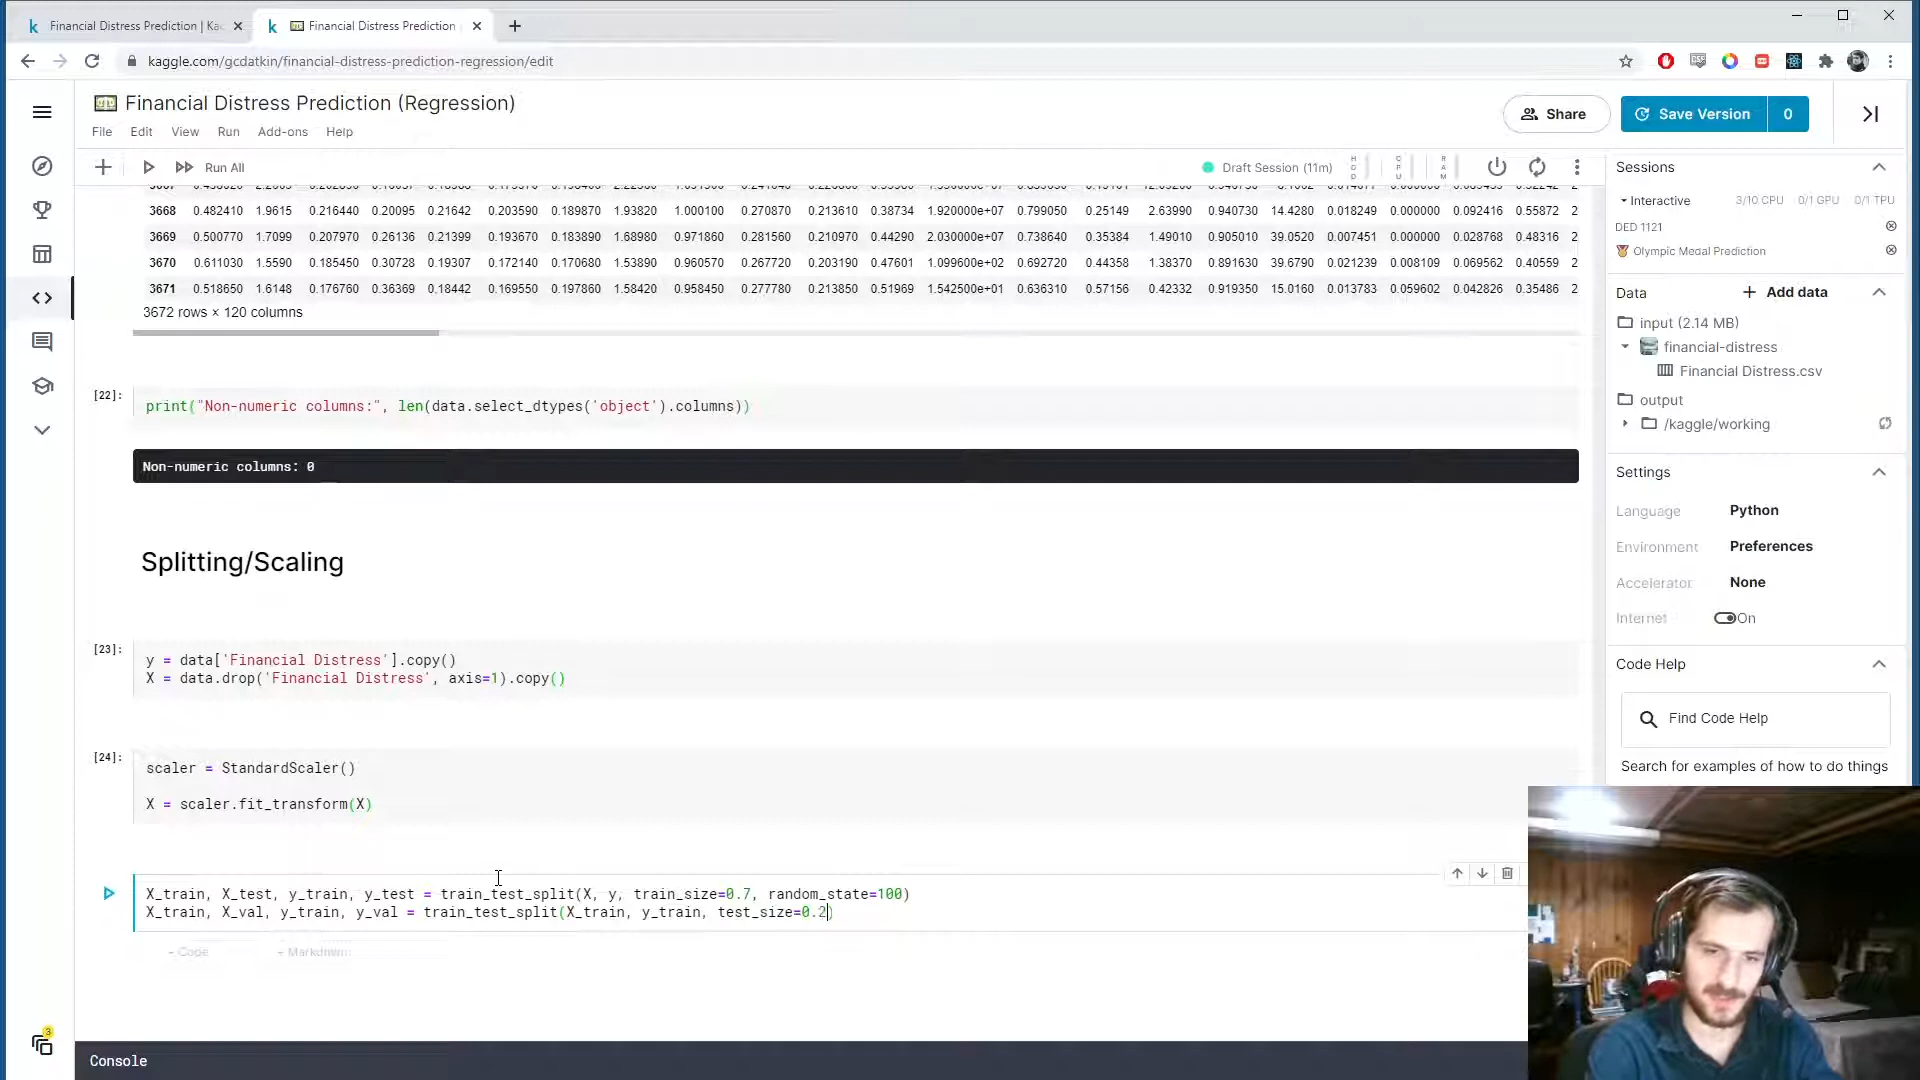 Financial Distress Prediction | Ka
Financial Distress Prediction
kaggle.com/gcdatkin/financial-distress-prediction-regression/edit
Financial Distress Prediction (Regression)
File Edit View Run Add-ons Help
Share
Save Version 0
Run All
Draft Session (11m)
HDD CPU RAM
3668 0.482410 1.9615 0.216440 0.20095 0.21642 0.203590 0.189870 1.93820 1.000100 0.270870 0.213610 0.38734 1.920000e+07 0.799050 0.25149 2.63990 0.940730 14.4280 0.018249 0.000000 0.092416 0.55872 2
3669 0.500770 1.7099 0.207970 0.26136 0.21399 0.193670 0.183890 1.68980 0.971860 0.281560 0.210970 0.44290 2.030000e+07 0.738640 0.35384 1.49010 0.905010 39.0520 0.007451 0.000000 0.028768 0.48316 2
3670 0.611030 1.5590 0.185450 0.30728 0.19307 0.172140 0.170680 1.53890 0.960570 0.267720 0.203190 0.47601 1.099600e+02 0.692720 0.44358 1.38370 0.891630 39.6790 0.021239 0.008109 0.069562 0.40559 2
3671 0.518650 1.6148 0.176760 0.36369 0.18442 0.169550 0.197860 1.58420 0.958450 0.277780 0.213850 0.51969 1.542500e+01 0.636310 0.57156 0.42332 0.919350 15.0160 0.013783 0.059602 0.042826 0.35486 2
3672 rows × 120 columns
[22]:
print("Non-numeric columns:", len(data.select_dtypes('object').columns))
Non-numeric columns: 0
Splitting/Scaling
[23]:
y = data['Financial Distress'].copy()
X = data.drop('Financial Distress', axis=1).copy()
[24]:
scaler = StandardScaler()
X = scaler.fit_transform(X)
X_train, X_test, y_train, y_test = train_test_split(X, y, train_size=0.7, random_state=100)
X_train, X_val, y_train, y_val = train_test_split(X_train, y_train, test_size=0.2)
+ Code + Markdown
Console
3
Sessions
Interactive 3/10 CPU 0/1 GPU 0/1 TPU
DED 1121
Olympic Medal Prediction
Data + Add data
input (2.14 MB)
financial-distress
Financial Distress.csv
output
/kaggle/working
Settings
Language Python
Environment Preferences
Accelerator None
Internet On
Code Help
Find Code Help
Search for examples of how to do things